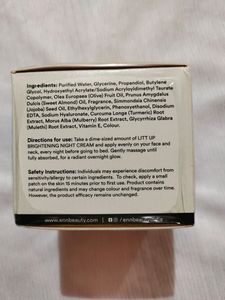 Ingredients: Purified Water, Glycerine, Propandiol, Butylene
Glycol, Hydroxyethyl Acrylate/Sodium Acryloyldimethyl Taurate
Copolymer, Olea Europaea (Olive) Fruit Oil, Prunus Amygdalus
Dulcis (Sweet Almond) Oil, Fragrance, Simmondsia Chinensis
(Jojoba) Seed Oil, Ethylhexylglycerin, Phenoxyethanol, Disodium
EDTA, Sodium Hyaluronate, Curcuma Longa (Turmeric) Root
Extract, Morus Alba (Mulberry) Root Extract, Glycyrrhiza Glabra
(Mulethi) Root Extract, Vitamin E, Colour.
Directions for use: Take a dime-sized amount of LITT UP
BRIGHTENING NIGHT CREAM and apply evenly on your face and
neck, every night before going to bed. Gently massage until
fully absorbed, for a radiant overnight glow.
Safety Instructions: Individuals may experience discomfort from
sensitivity/allergy to certain ingredients. To check, apply a small
patch on the skin 15 minutes prior to first use. Product contains
natural ingredients and may change colour and fragrance over time.
However, the product efficacy remains unchanged.
www.ennbeauty.com | /ennbeauty